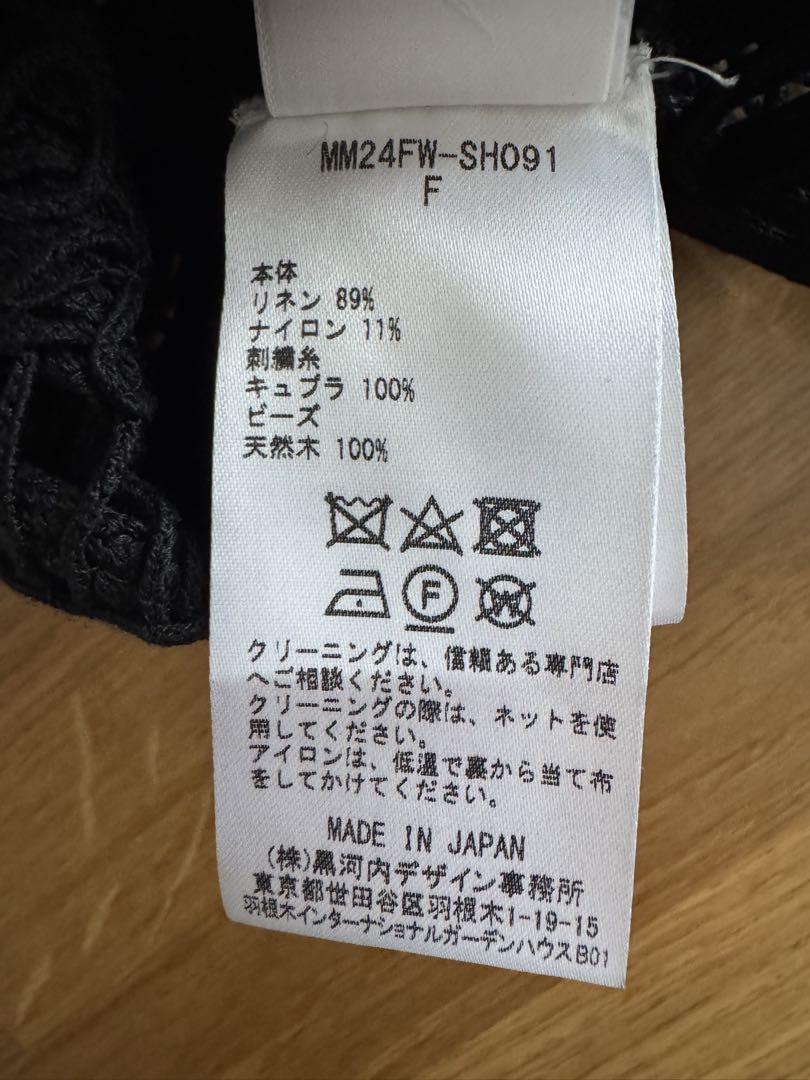 MM24FW-SH091
F
本体
リネン 89%
ナイロン 11%
刺繍糸
キュプラ 100%
ビーズ
天然木 100%
F
W
クリーニングは、信頼ある専門店
へご相談ください。
クリーニングの際は、ネットを使
用してください。
アイロンは、低温で裏から当て布
をしてかけてください。
MADE IN JAPAN
(株)黒河内デザイン事務所
東京都世田谷区羽根木1-19-15
羽根木インターナショナルガーデンハウスB01